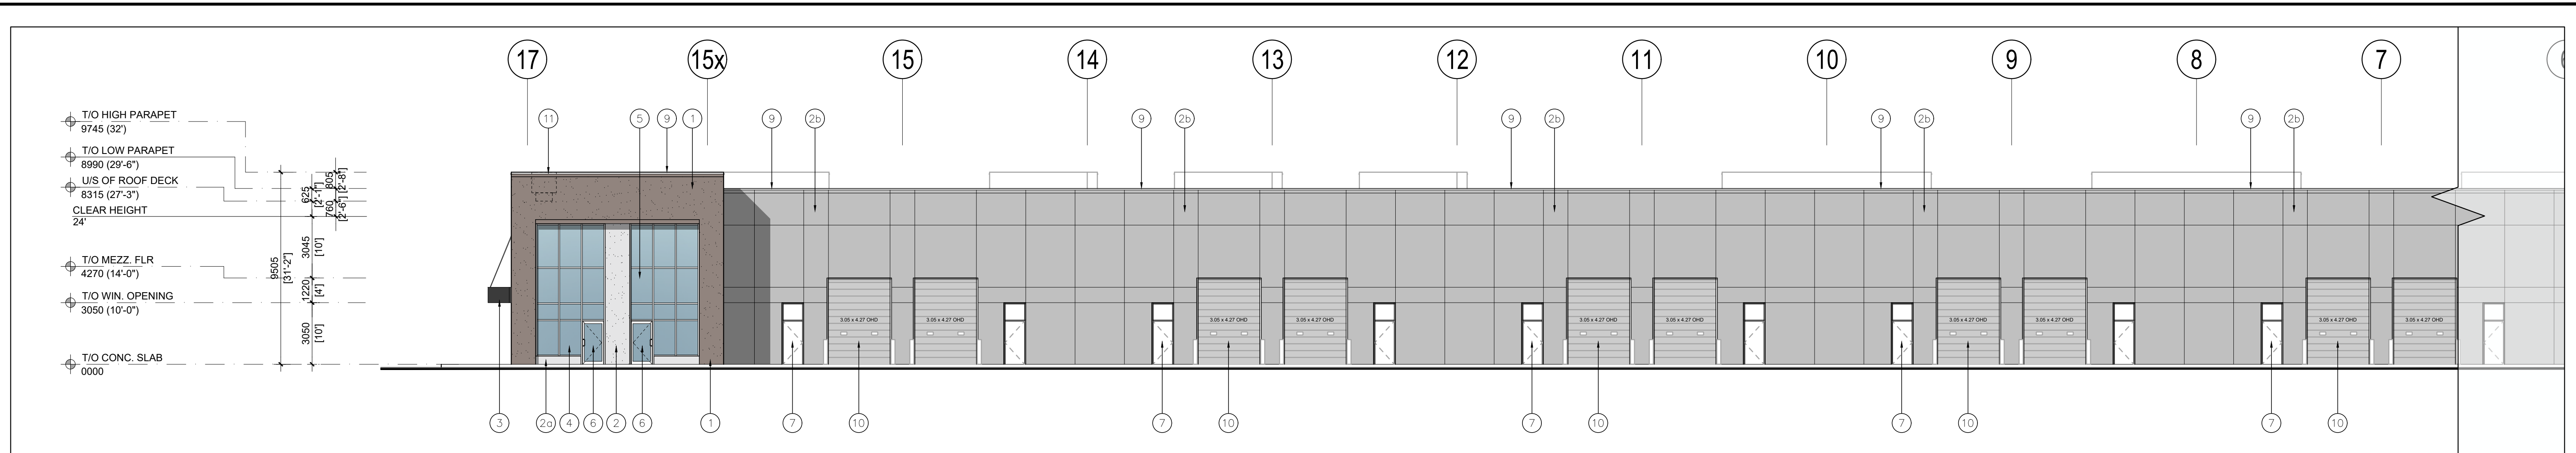 17 15x 15 14 13 12 11 10 9 8 7
T/O HIGH PARAPET
9745 (32')
T/O LOW PARAPET
8990 (29'-6")
U/S OF ROOF DECK
8315 (27'-3")
CLEAR HEIGHT
24'
T/O MEZZ. FLR
4270 (14'-0")
T/O WIN. OPENING
3050 (10'-0")
T/O CONC. SLAB
0000
9505
[31'-2"]
625
[2'-1"]
805
[2'-8"]
760
[2'-6"]
3045
[10']
1220
[4']
3050
[10']
11 5 9 1 9 2b 9 2b 9 2b 9 2b 9 2b
3.05 x 4.27 OHD 3.05 x 4.27 OHD 3.05 x 4.27 OHD 3.05 x 4.27 OHD 3.05 x 4.27 OHD 3.05 x 4.27 OHD 3.05 x 4.27 OHD 3.05 x 4.27 OHD 3.05 x 4.27 OHD 3.05 x 4.27 OHD
3 2a 4 6 2 6 1 7 10 7 10 7 10 7 10 7 10